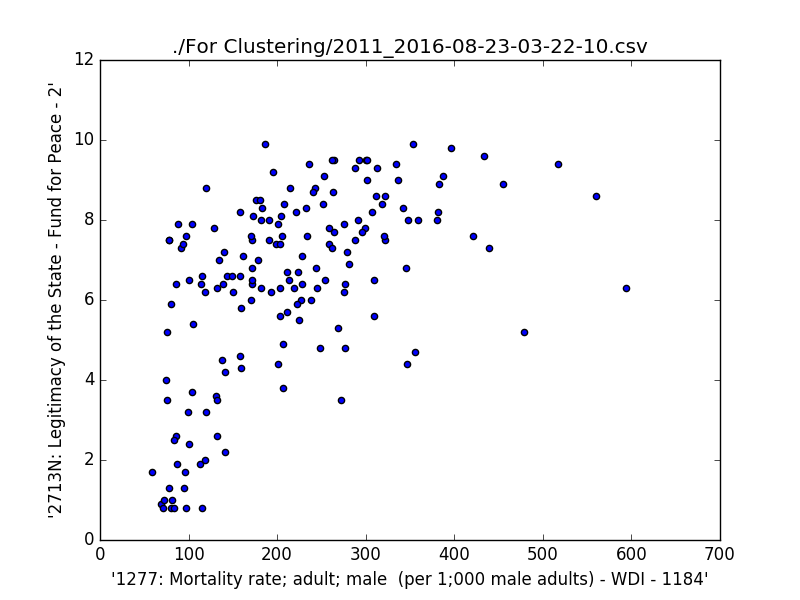 ./For Clustering/2011_2016-08-23-03-22-10.csv
'2713N: Legitimacy of the State - Fund for Peace - 2'
12
10
8
6
4
2
0
0 100 200 300 400 500 600 700
'1277: Mortality rate; adult; male  (per 1;000 male adults) - WDI - 1184'